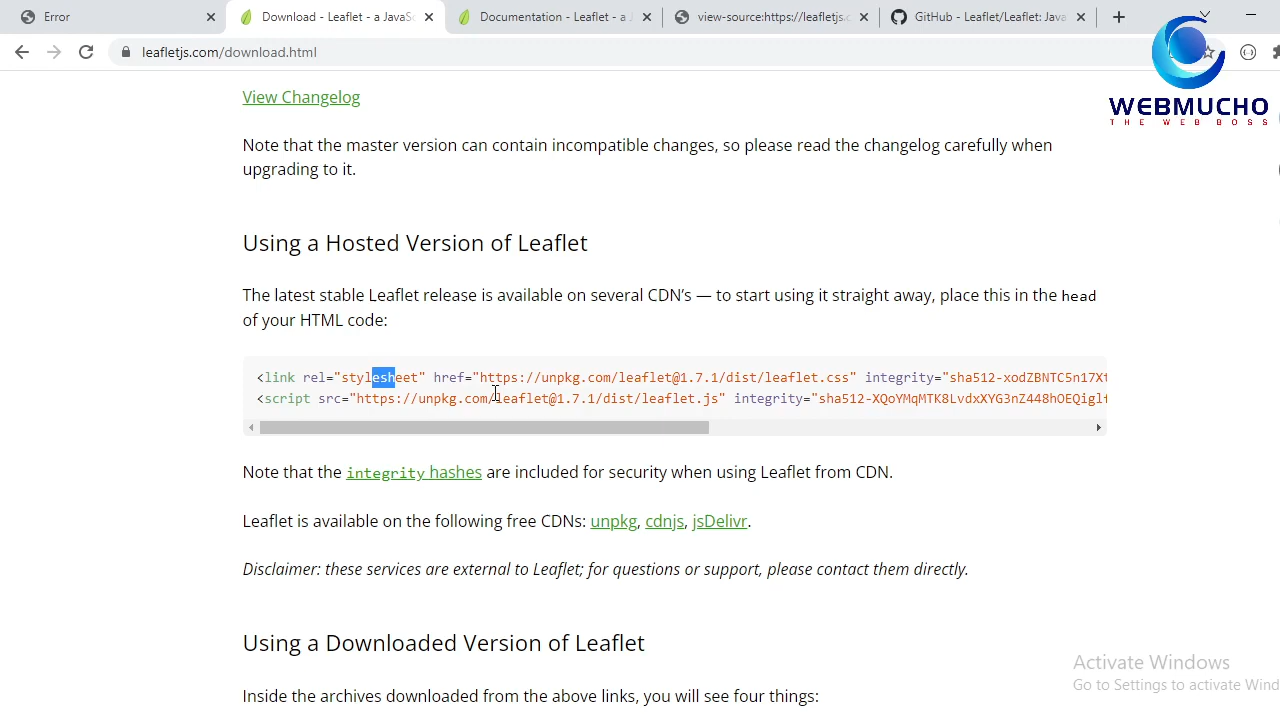 Error
Download - Leaflet - a JavaSc
Documentation - Leaflet - a J
view-source:https://leafletjs.c
GitHub - Leaflet/Leaflet: Java
leafletjs.com/download.html
WEBMUCHO
THE WEB BOSS
View Changelog
Note that the master version can contain incompatible changes, so please read the changelog carefully when
upgrading to it.
Using a Hosted Version of Leaflet
The latest stable Leaflet release is available on several CDN’s — to start using it straight away, place this in the head
of your HTML code:
<link rel="stylesheet" href="https://unpkg.com/leaflet@1.7.1/dist/leaflet.css" integrity="sha512-xodZBNTC5n17Xt
<script src="https://unpkg.com/leaflet@1.7.1/dist/leaflet.js" integrity="sha512-XQoYMqMTK8LvdxXYG3nZ448hOEQiglf
Note that the integrity hashes are included for security when using Leaflet from CDN.
Leaflet is available on the following free CDNs: unpkg, cdnjs, jsDelivr.
Disclaimer: these services are external to Leaflet; for questions or support, please contact them directly.
Using a Downloaded Version of Leaflet
Inside the archives downloaded from the above links, you will see four things:
Activate Windows
Go to Settings to activate Wind